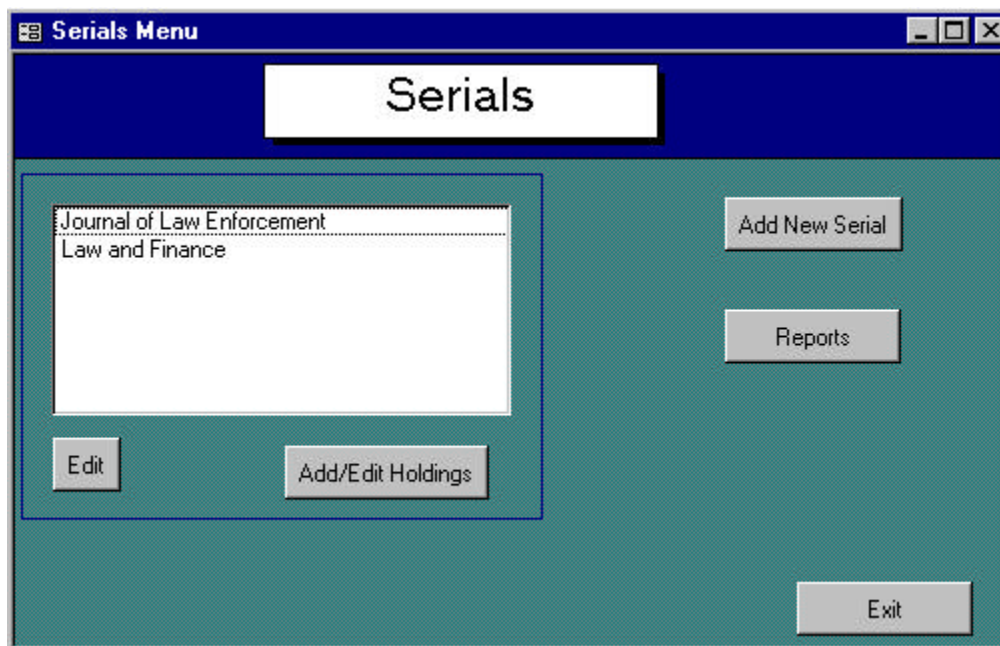 Serials Menu
Serials
Journal of Law Enforcement
Law and Finance
Add New Serial
Reports
Edit
Add/Edit Holdings
Exit